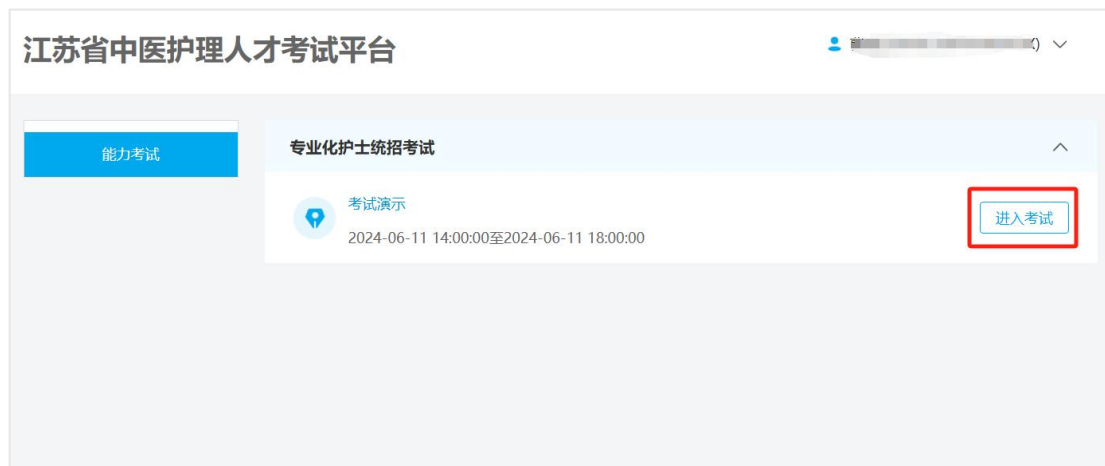 江苏省中医护理人才考试平台
能力考试
专业化护士统招考试
考试演示
进入考试
2024-06-11 14:00:00至2024-06-11 18:00:00